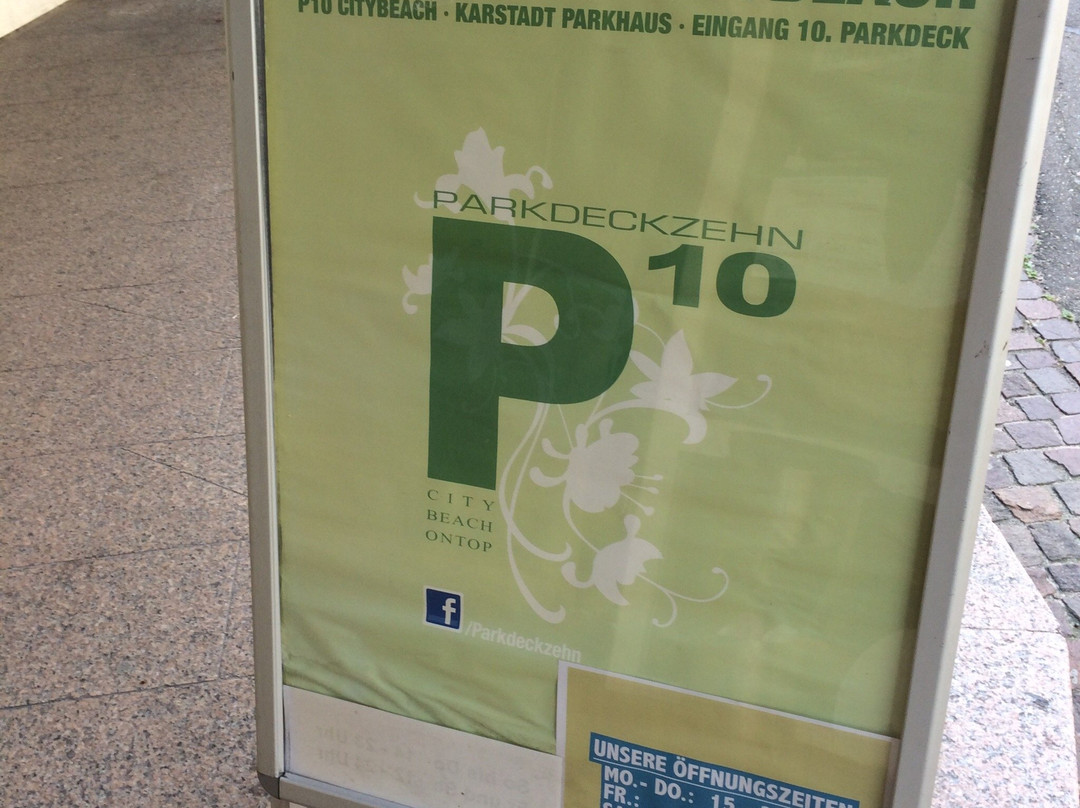 BEACH
P10 CITYBEACH · KARSTADT PARKHAUS · EINGANG 10. PARKDECK
PARKDECKZEHN
P10
CITY
BEACH
ONTOP
f /Parkdeckzehn
UNSERE ÖFFNUNGSZEITEN
MO.- DO.: 15
FR.: